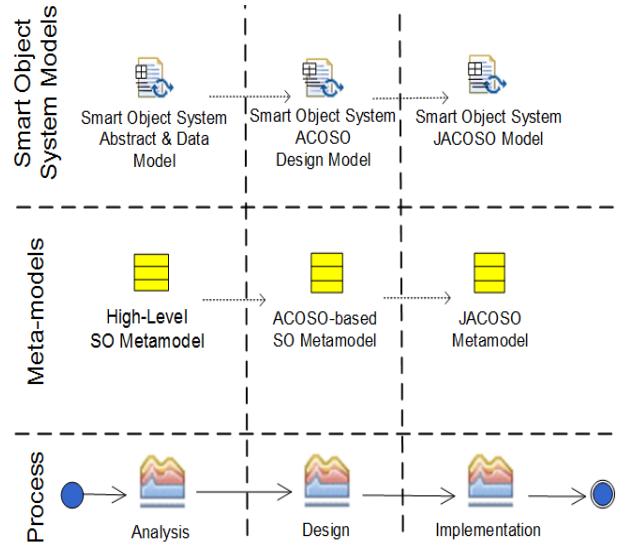 Smart Object
System Models
Smart Object System
Abstract & Data
Model
Smart Object System
ACOSO
Design Model
Smart Object System
JACOSO Model
Meta-models
High-Level
SO Metamodel
ACOSO-based
SO Metamodel
JACOSO
Metamodel
Process
Analysis
Design
Implementation